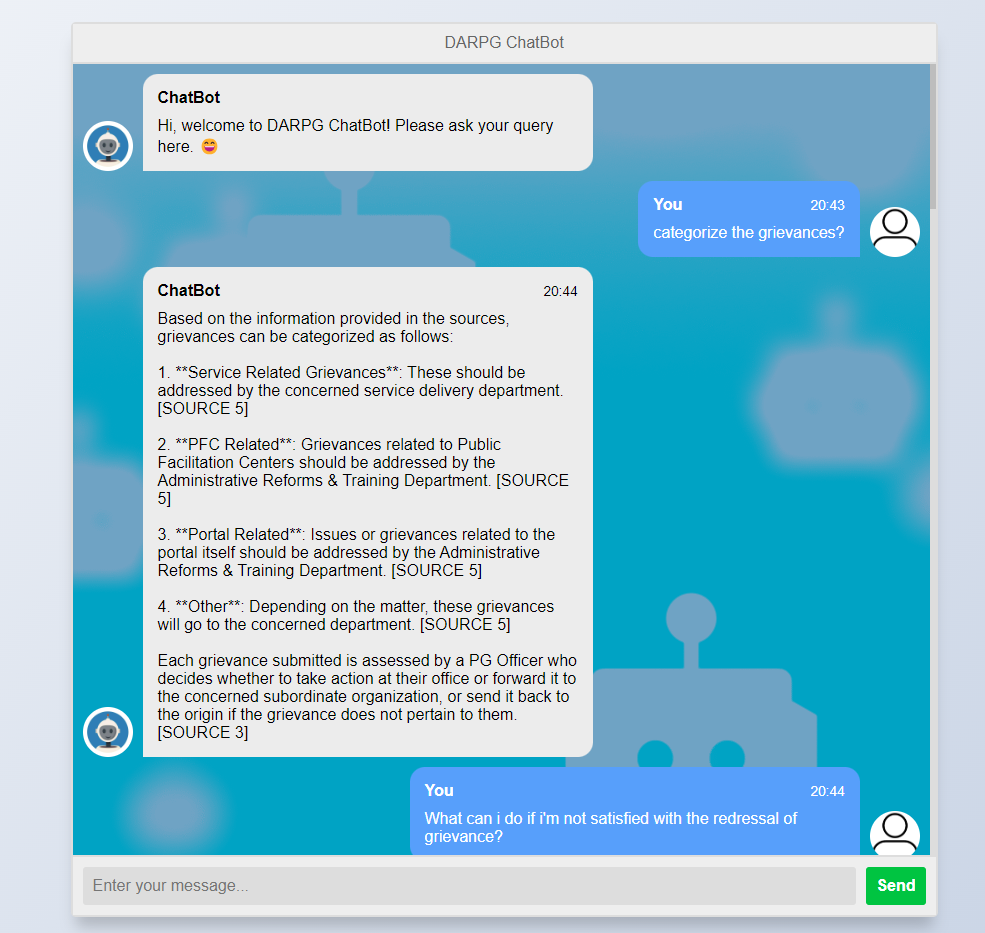 DARPG ChatBot
ChatBot
Hi, welcome to DARPG ChatBot! Please ask your query
here. 😄
You 20:43
categorize the grievances?
ChatBot 20:44
Based on the information provided in the sources,
grievances can be categorized as follows:
1. **Service Related Grievances**: These should be
addressed by the concerned service delivery department.
[SOURCE 5]
2. **PFC Related**: Grievances related to Public
Facilitation Centers should be addressed by the
Administrative Reforms & Training Department. [SOURCE
5]
3. **Portal Related**: Issues or grievances related to the
portal itself should be addressed by the Administrative
Reforms & Training Department. [SOURCE 5]
4. **Other**: Depending on the matter, these grievances
will go to the concerned department. [SOURCE 5]
Each grievance submitted is assessed by a PG Officer who
decides whether to take action at their office or forward it to
the concerned subordinate organization, or send it back to
the origin if the grievance does not pertain to them.
[SOURCE 3]
You 20:44
What can i do if i'm not satisfied with the redressal of
grievance?
Enter your message...
Send